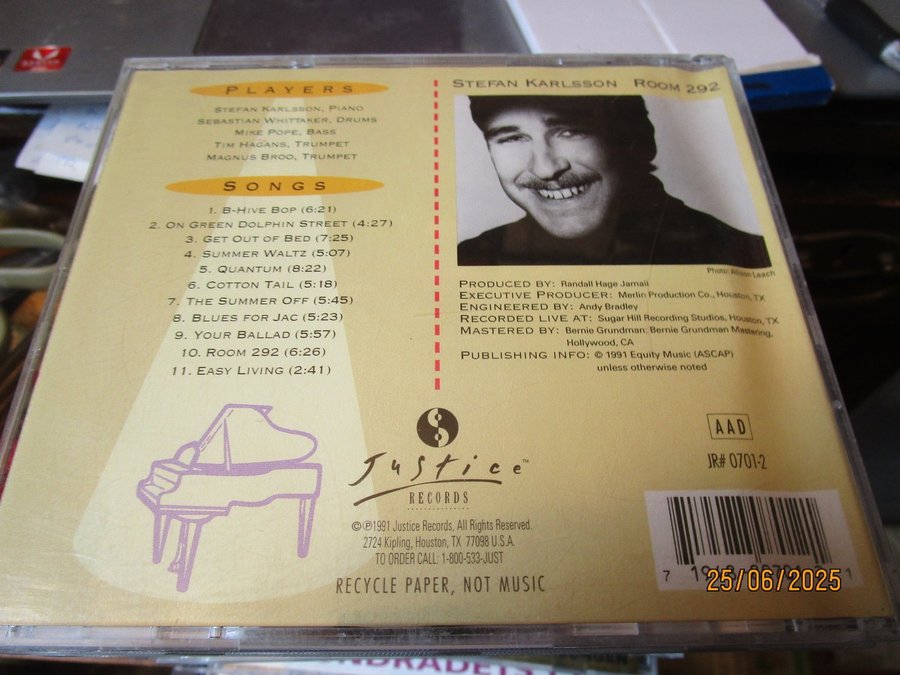 PLAYERS
STEFAN KARLSSON, PIANO
SEBASTIAN WHITTAKER, DRUMS
MIKE POPE, BASS
TIM HAGANS, TRUMPET
MAGNUS BROO, TRUMPET
SONGS
1. B-HIVE BOP (6:21)
2. ON GREEN DOLPHIN STREET (4:27)
3. GET OUT OF BED (7:25)
4. SUMMER WALTZ (5:07)
5. QUANTUM (8:22)
6. COTTON TAIL (5:18)
7. THE SUMMER OFF (5:45)
8. BLUES FOR JAC (5:23)
9. YOUR BALLAD (5:57)
10. ROOM 292 (6:26)
11. EASY LIVING (2:41)
STEFAN KARLSSON ROOM 292
Photo: Allison Leach
PRODUCED BY: Randall Hage Jamail
EXECUTIVE PRODUCER: Merlin Production Co., Houston, TX
ENGINEERED BY: Andy Bradley
RECORDED LIVE AT: Sugar Hill Recording Studios, Houston, TX
MASTERED BY: Bernie Grundman: Bernie Grundman Mastering,
Hollywood, CA
PUBLISHING INFO: © 1991 Equity Music (ASCAP)
unless otherwise noted
Justice™
RECORDS
©℗1991 Justice Records, All Rights Reserved.
2724 Kipling, Houston, TX 77098 U.S.A.
TO ORDER CALL: 1-800-533-JUST
RECYCLE PAPER, NOT MUSIC
AAD
JR# 0701-2
25/06/2025